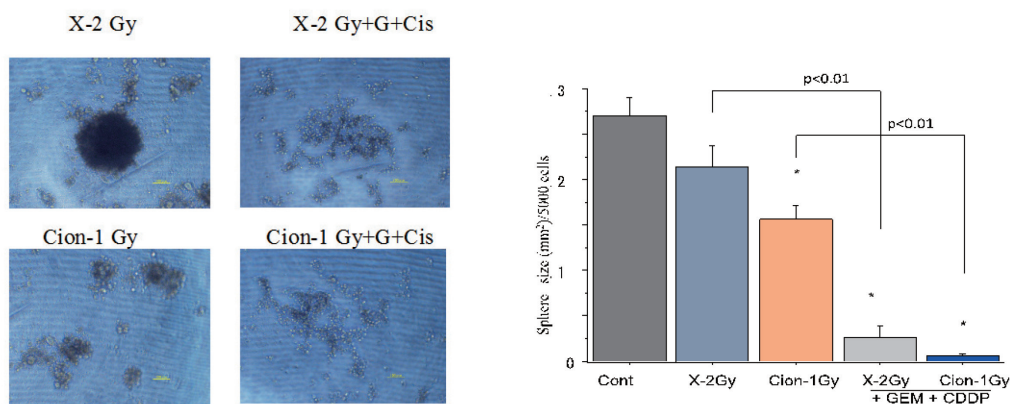 X-2 Gy
X-2 Gy+G+Cis
Cion-1 Gy
Cion-1 Gy+G+Cis
Sphere size (mm²)/5000 cells
3
2
1
0
p<0.01
p<0.01
*
*
*
Cont
X-2Gy
Cion-1Gy
X-2Gy
Cion-1Gy
+ GEM + CDDP